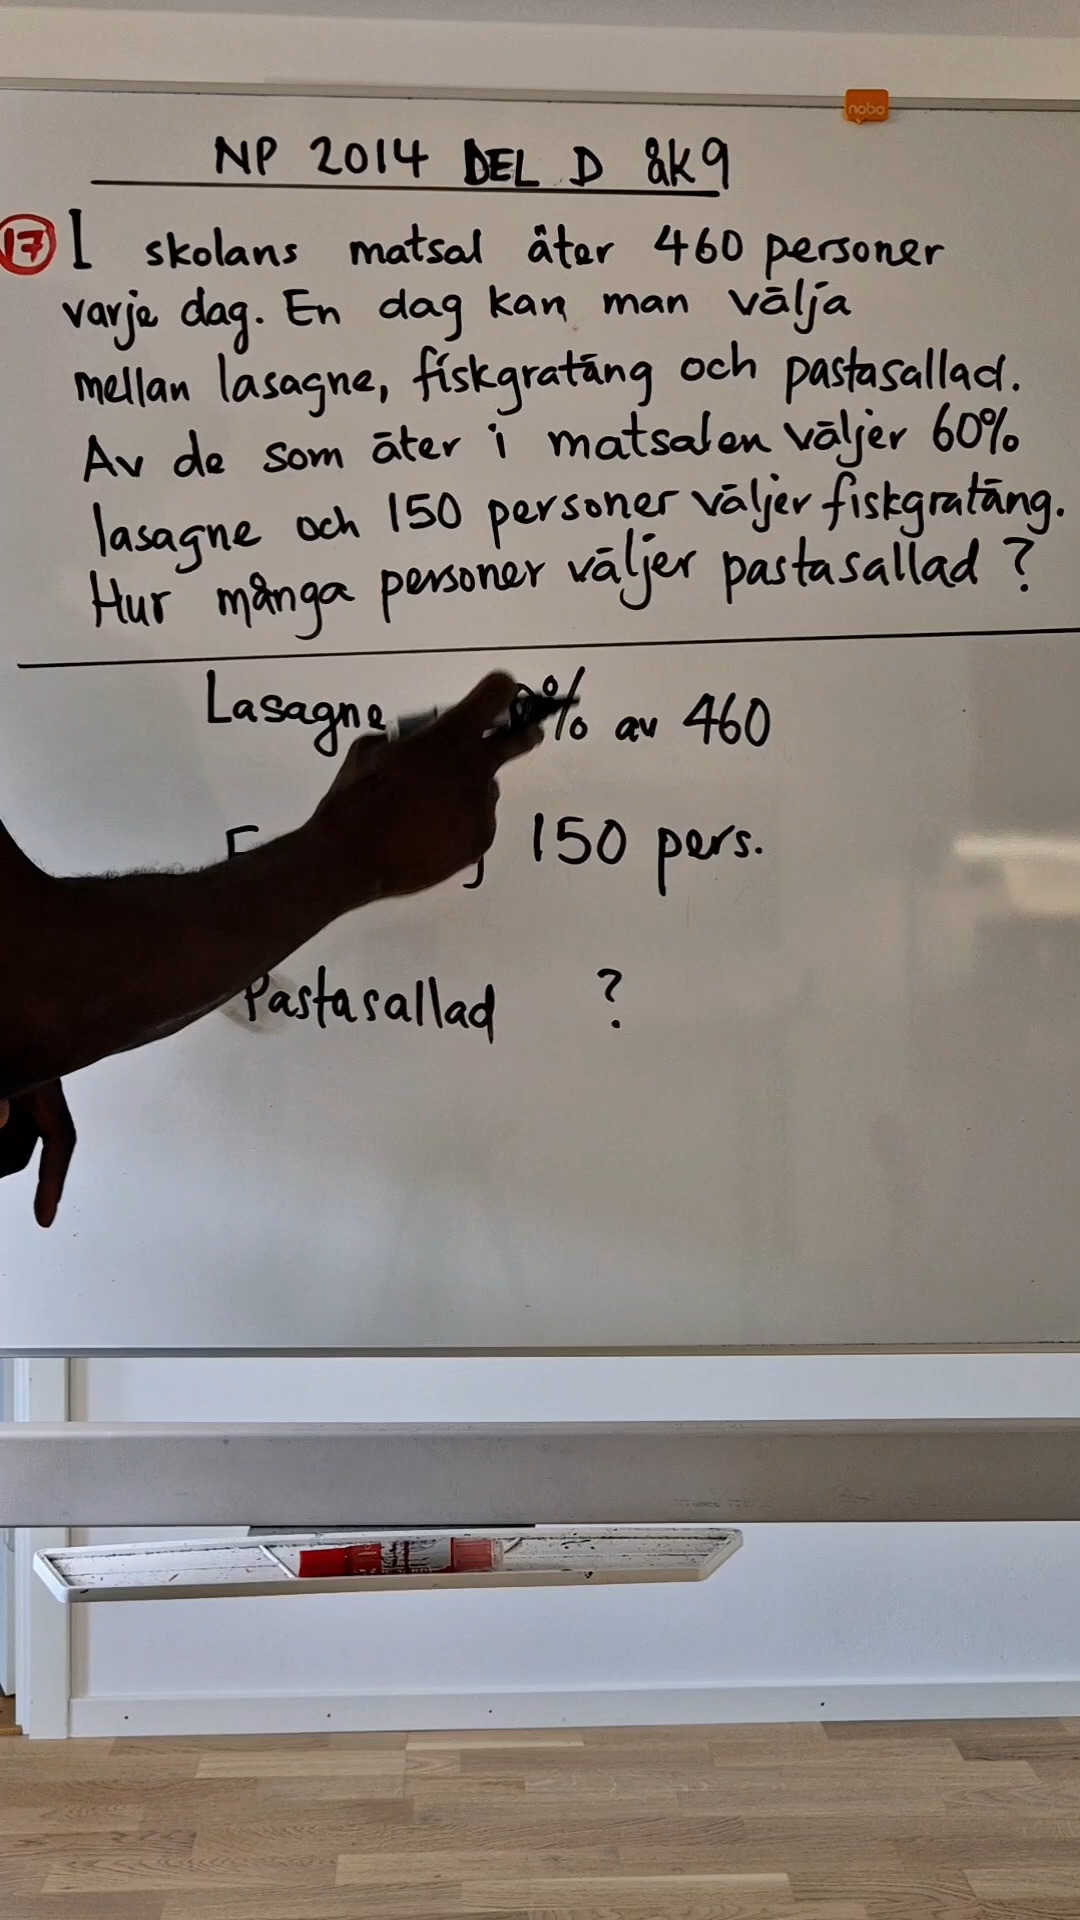 nobo
NP 2014 DEL D åk9
17 I skolans matsal äter 460 personer
varje dag. En dag kan man välja
mellan lasagne, fiskgratäng och pastasallad.
Av de som äter i matsalen väljer 60%
lasagne och 150 personer väljer fiskgratäng.
Hur många personer väljer pastasallad ?
Lasagne % av 460
150 pers.
Pastasallad ?